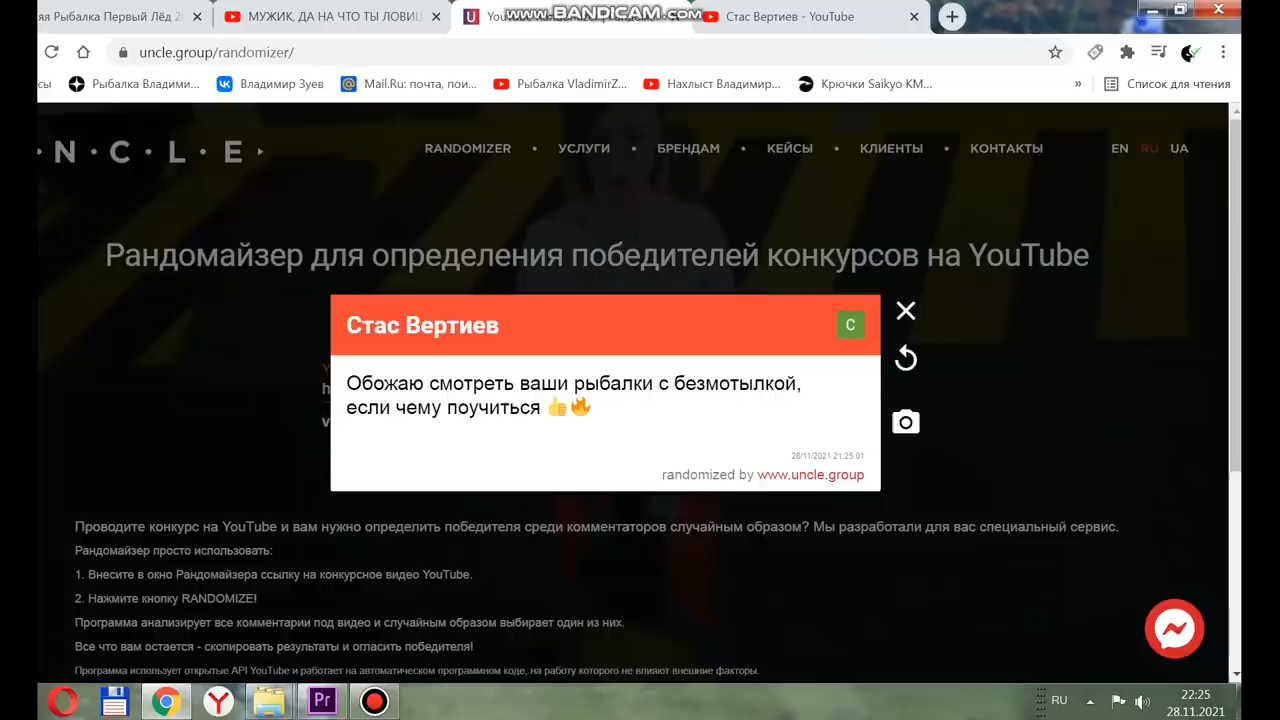 www.BANDICAM.com
яя Рыбалка Первый Лёд 2
МУЖИК, ДА НА ЧТО ТЫ ЛОВИШ
Стас Вертиев - YouTube
uncle.group/randomizer/
сы
Рыбалка Владими...
Владимир Зуев
Mail.Ru: почта, пои...
Рыбалка VladimirZ...
Нахлыст Владимир...
Крючки Saikyo KM...
»
Список для чтения
N · C · L · E
RANDOMIZER • УСЛУГИ • БРЕНДАМ • КЕЙСЫ • КЛИЕНТЫ • КОНТАКТЫ
EN RU UA
Рандомайзер для определения победителей конкурсов на YouTube
Стас Вертиев
С
Обожаю смотреть ваши рыбалки с безмотылкой,
если чему поучиться 👍🔥
28/11/2021 21:25:01
randomized by www.uncle.group
Проводите конкурс на YouTube и вам нужно определить победителя среди комментаторов случайным образом? Мы разработали для вас специальный сервис.
Рандомайзер просто использовать:
1. Внесите в окно Рандомайзера ссылку на конкурсное видео YouTube.
2. Нажмите кнопку RANDOMIZE!
Программа анализирует все комментарии под видео и случайным образом выбирает один из них.
Все что вам остается - скопировать результаты и огласить победителя!
Программа использует открытые API YouTube и работает на автоматическом программном коде, на работу которого не влияют внешние факторы.
Pr
RU
22:25
28.11.2021